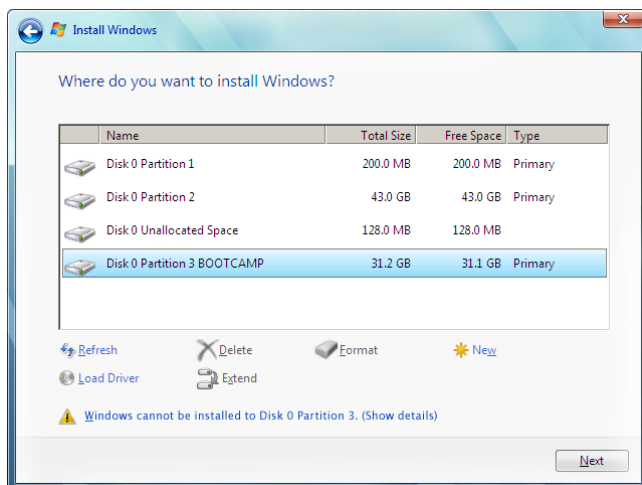 Install Windows
Where do you want to install Windows?
Name Total Size Free Space Type
Disk 0 Partition 1 200.0 MB 200.0 MB Primary
Disk 0 Partition 2 43.0 GB 43.0 GB Primary
Disk 0 Unallocated Space 128.0 MB 128.0 MB
Disk 0 Partition 3 BOOTCAMP 31.2 GB 31.1 GB Primary
Refresh Delete Format New
Load Driver Extend
Windows cannot be installed to Disk 0 Partition 3. (Show details)
Next